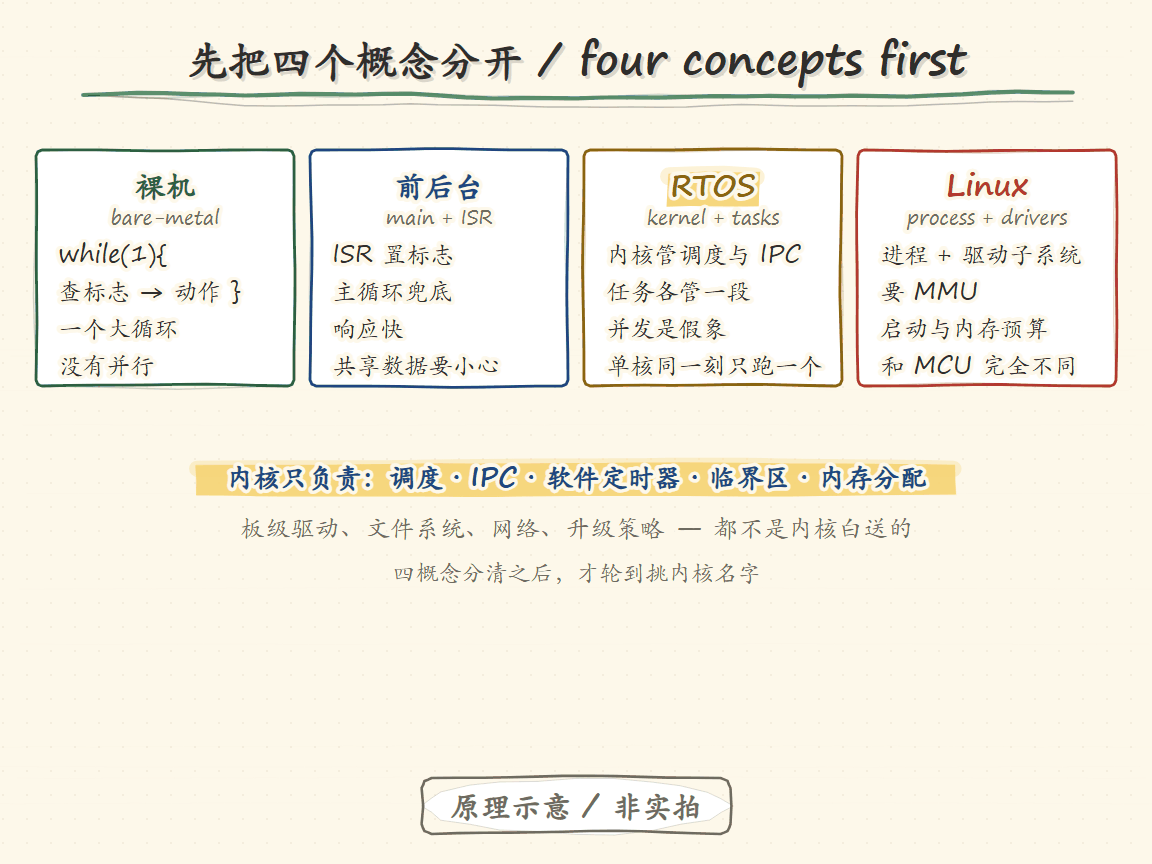 先把四个概念分开 / four concepts first
裸机
bare-metal
while(1){
查标志 → 动作 }
一个大循环
没有并行
前后台
main + ISR
ISR 置标志
主循环兜底
响应快
共享数据要小心
RTOS
kernel + tasks
内核管调度与 IPC
任务各管一段
并发是假象
单核同一刻只跑一个
Linux
process + drivers
进程 + 驱动子系统
要 MMU
启动与内存预算
和 MCU 完全不同
内核只负责：调度 · IPC · 软件定时器 · 临界区 · 内存分配
板级驱动、文件系统、网络、升级策略 — 都不是内核白送的
四概念分清之后，才轮到挑内核名字
原理示意 / 非实拍